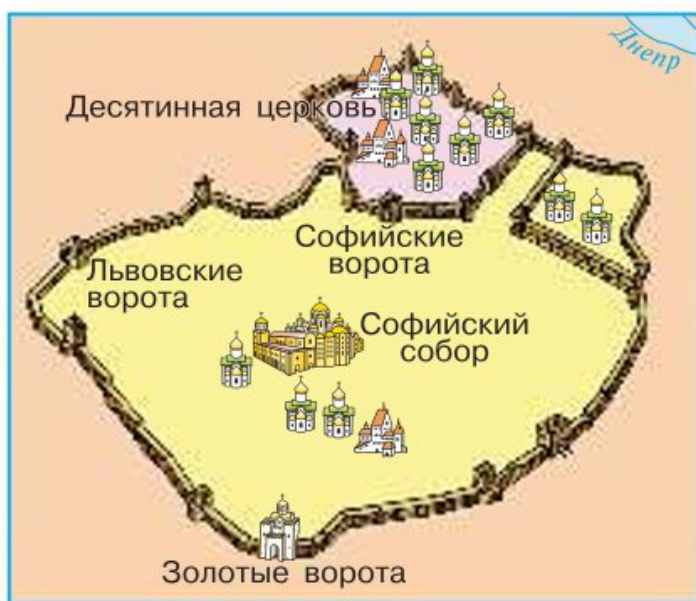 Днепр
Десятинная церковь
Софийские
ворота
Львовские
ворота
Софийский
собор
Золотые ворота